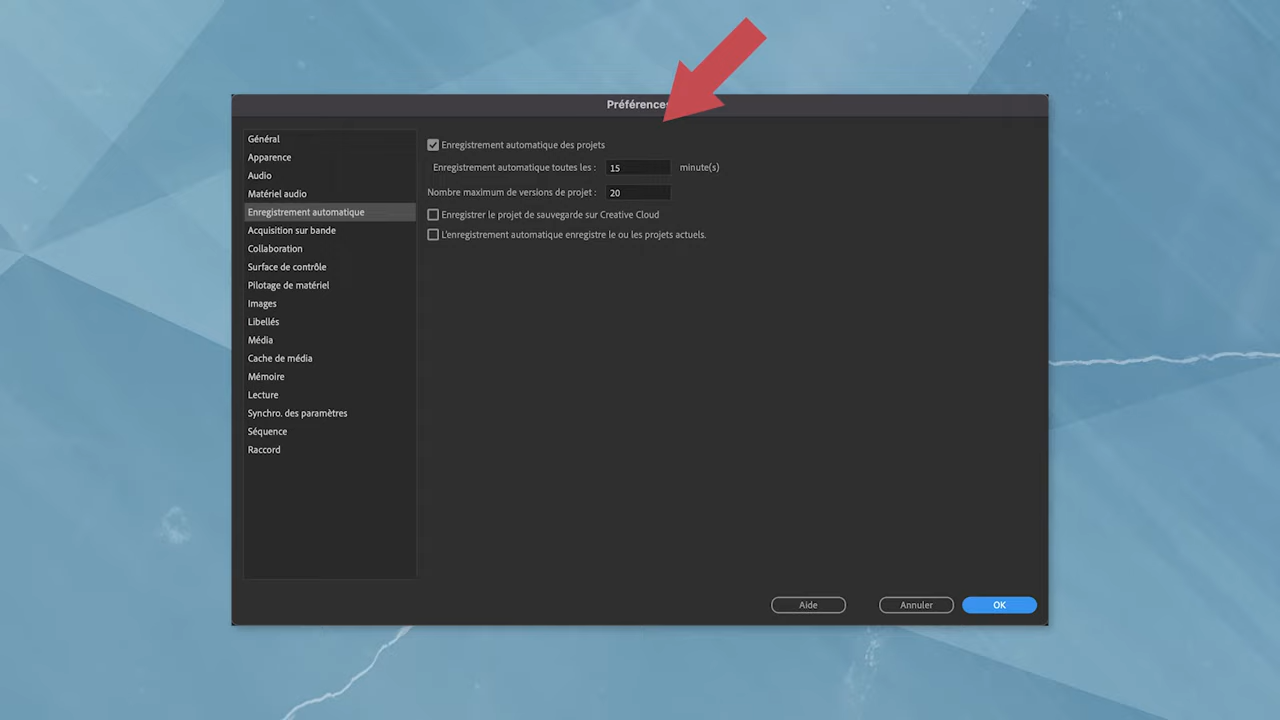 Préférences
Général
Apparence
Audio
Matériel audio
Enregistrement automatique
Acquisition sur bande
Collaboration
Surface de contrôle
Pilotage de matériel
Images
Libellés
Média
Cache de média
Mémoire
Lecture
Synchro. des paramètres
Séquence
Raccord
Enregistrement automatique des projets
Enregistrement automatique toutes les : 15 minute(s)
Nombre maximum de versions de projet : 20
Enregistrer le projet de sauvegarde sur Creative Cloud
L'enregistrement automatique enregistre le ou les projets actuels.
Aide Annuler OK